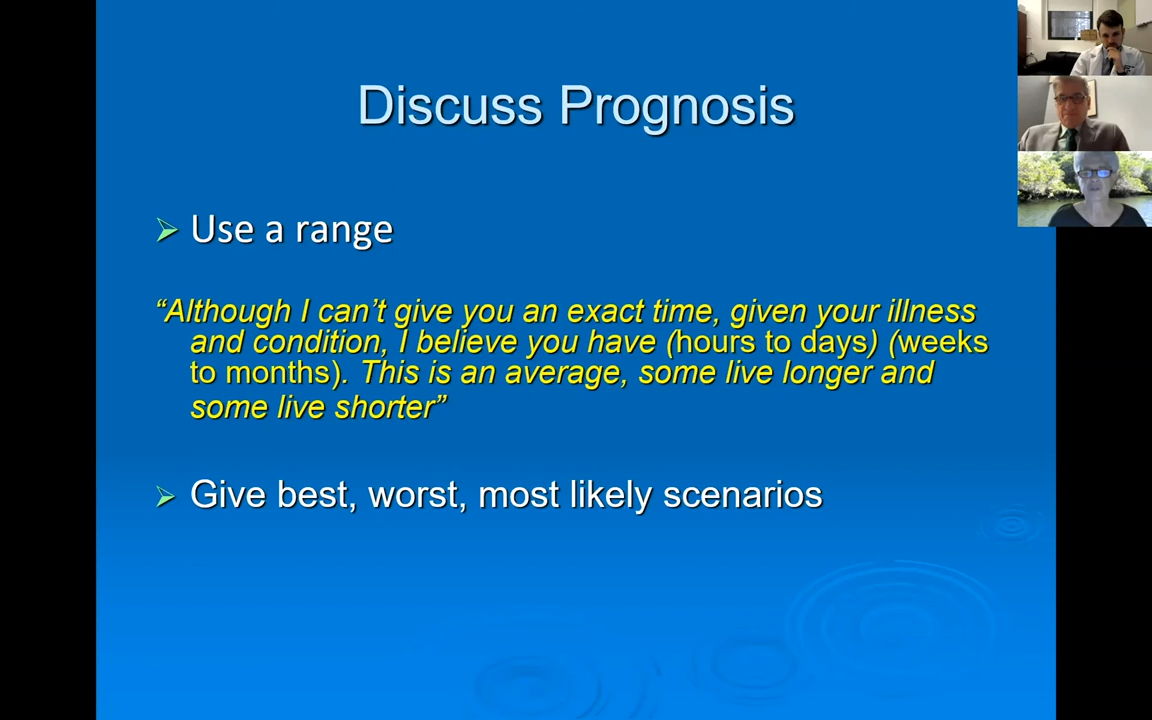 Discuss Prognosis
Use a range
“Although I can’t give you an exact time, given your illness
and condition, I believe you have (hours to days) (weeks
to months). This is an average, some live longer and
some live shorter”
Give best, worst, most likely scenarios